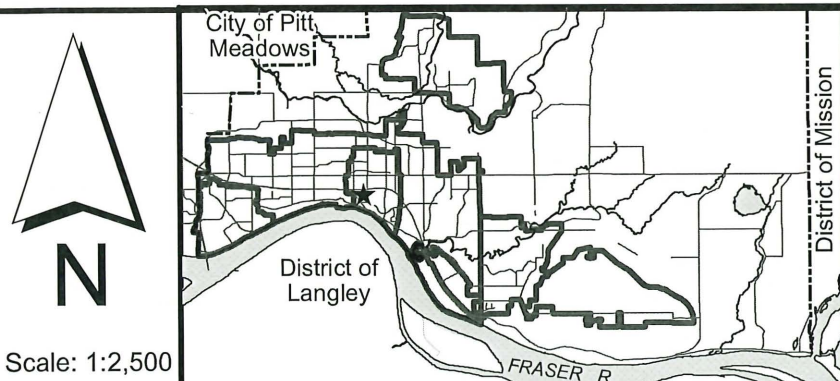 City of Pitt
Meadows
District of Mission
District of
Langley
N
Scale: 1:2,500
FRASER R